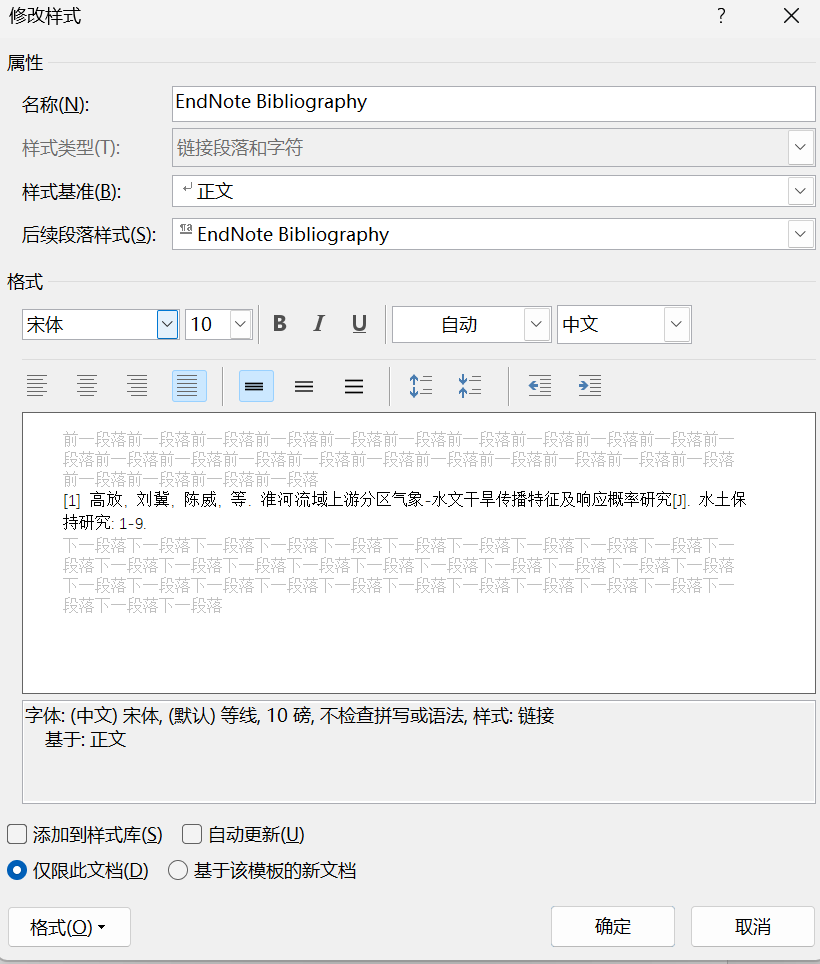 修改样式
?
属性
名称(N):
EndNote Bibliography
样式类型(T):
链接段落和字符
样式基准(B):
正文
后续段落样式(S):
EndNote Bibliography
格式
宋体
10
B I U
自动
中文
前一段落前一段落前一段落前一段落前一段落前一段落前一段落前一段落前一段落前一段落前一
段落前一段落前一段落前一段落前一段落前一段落前一段落前一段落前一段落前一段落前一段落
前一段落前一段落前一段落前一段落
[1] 高放, 刘冀, 陈威, 等. 淮河流域上游分区气象-水文干旱传播特征及响应概率研究[J]. 水土保
持研究: 1-9.
下一段落下一段落下一段落下一段落下一段落下一段落下一段落下一段落下一段落下一段落下一
段落下一段落下一段落下一段落下一段落下一段落下一段落下一段落下一段落下一段落下一段落
下一段落下一段落下一段落下一段落下一段落下一段落下一段落下一段落下一段落下一段落下一
段落下一段落下一段落
字体: (中文) 宋体, (默认) 等线, 10 磅, 不检查拼写或语法, 样式: 链接
基于: 正文
添加到样式库(S) 自动更新(U)
仅限此文档(D) 基于该模板的新文档
格式(O)
确定
取消